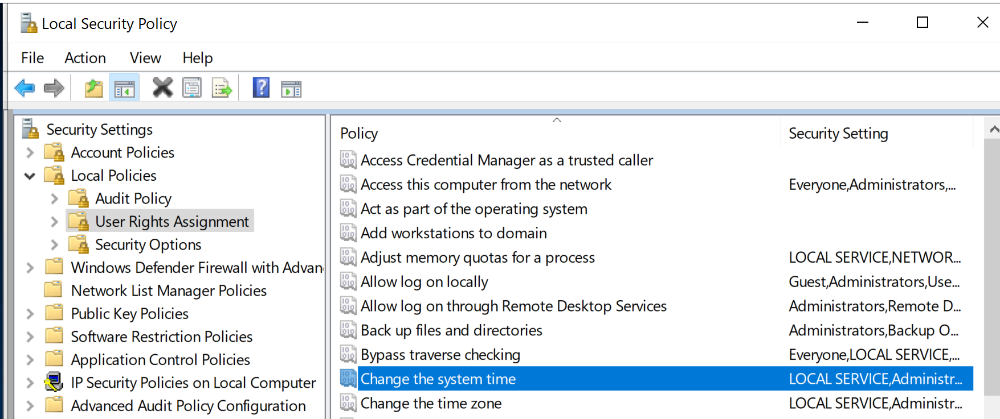 Local Security Policy
File Action View Help
Security Settings
Account Policies
Local Policies
Audit Policy
User Rights Assignment
Security Options
Windows Defender Firewall with Advan
Network List Manager Policies
Public Key Policies
Software Restriction Policies
Application Control Policies
IP Security Policies on Local Computer
Advanced Audit Policy Configuration
Policy Security Setting
Access Credential Manager as a trusted caller
Access this computer from the network Everyone,Administrators,...
Act as part of the operating system
Add workstations to domain
Adjust memory quotas for a process LOCAL SERVICE,NETWOR...
Allow log on locally Guest,Administrators,Use...
Allow log on through Remote Desktop Services Administrators,Remote D...
Back up files and directories Administrators,Backup O...
Bypass traverse checking Everyone,LOCAL SERVICE,...
Change the system time LOCAL SERVICE,Administr...
Change the time zone LOCAL SERVICE,Administr...